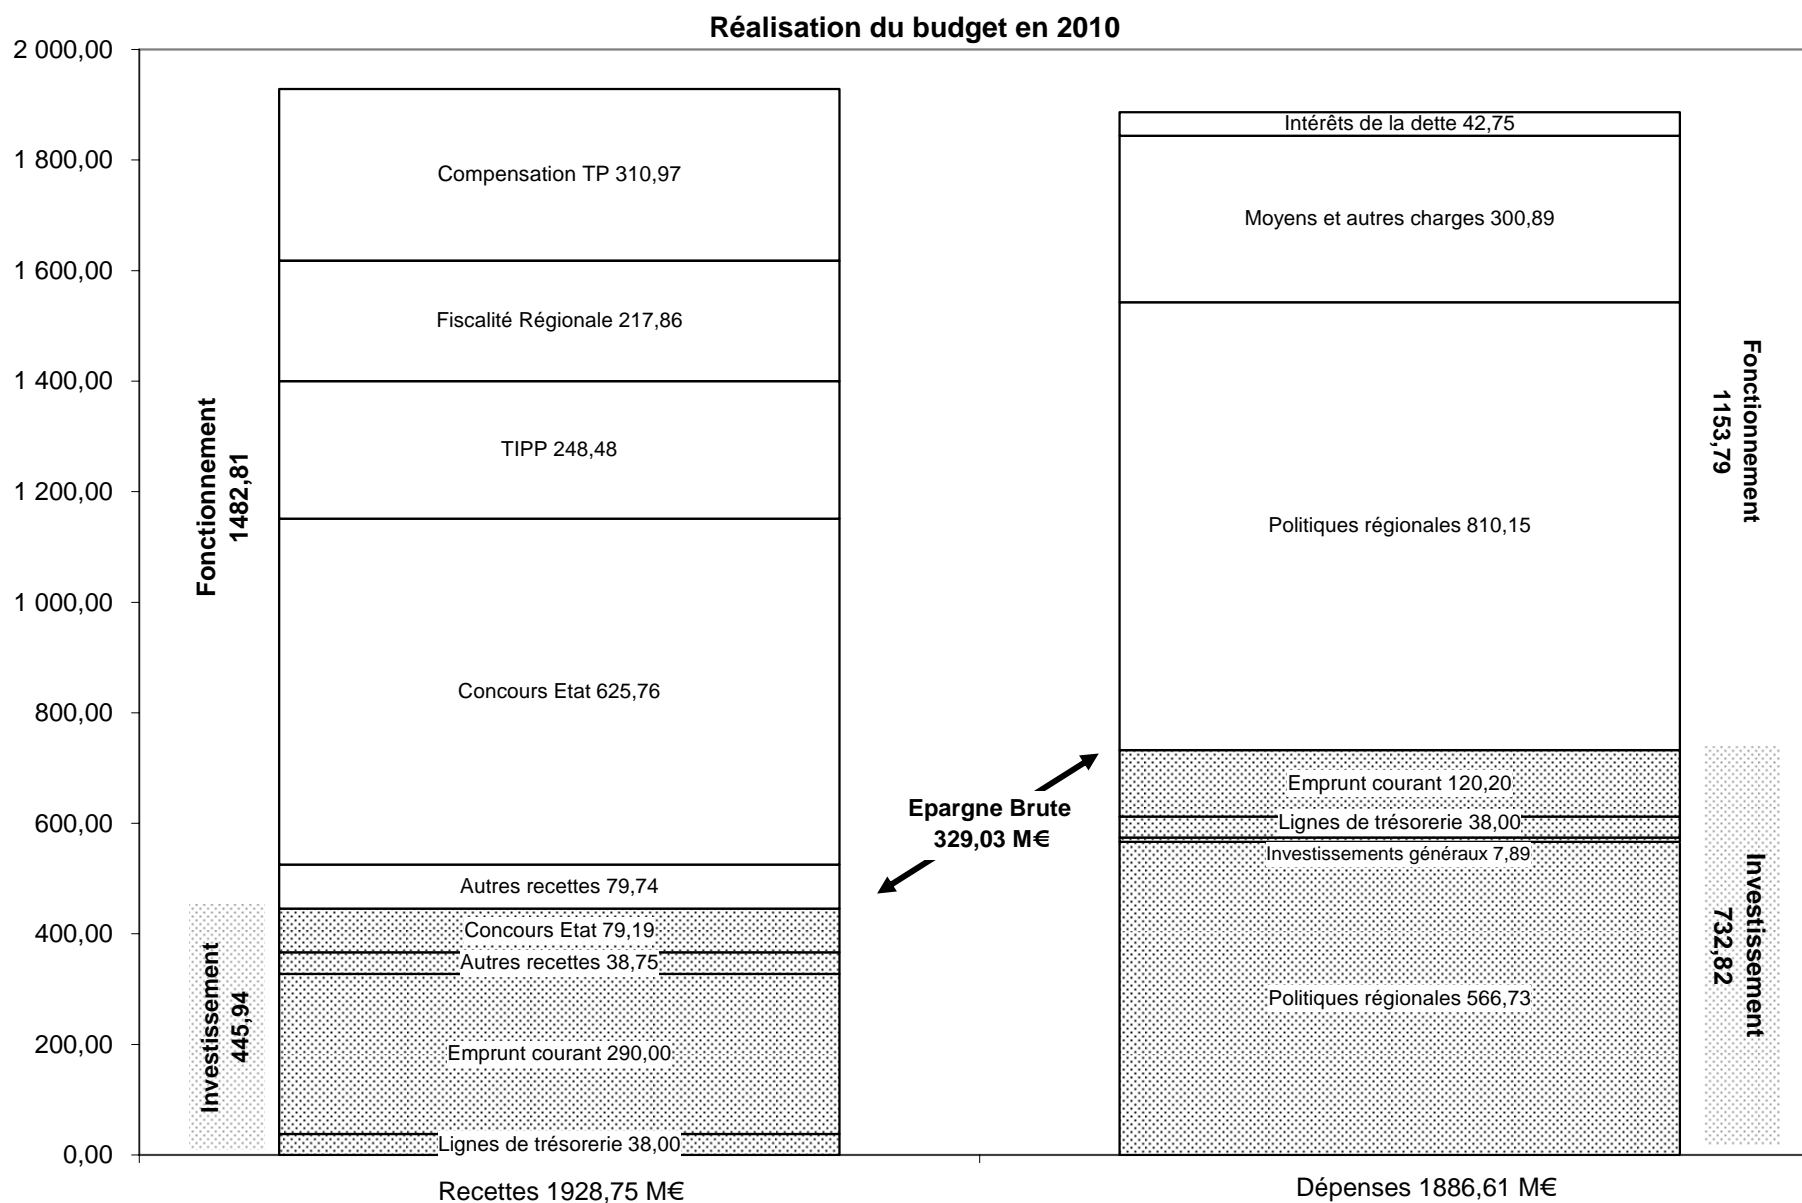 Réalisation du budget en 2010
2 000,00
1 800,00
1 600,00
1 400,00
1 200,00
1 000,00
800,00
600,00
400,00
200,00
0,00
Fonctionnement
1482,81
Investissement
445,94
Compensation TP 310,97
Fiscalité Régionale 217,86
TIPP 248,48
Concours Etat 625,76
Autres recettes 79,74
Concours Etat 79,19
Autres recettes 38,75
Emprunt courant 290,00
Lignes de trésorerie 38,00
Recettes 1928,75 M€
Epargne Brute
329,03 M€
Intérêts de la dette 42,75
Moyens et autres charges 300,89
Politiques régionales 810,15
Emprunt courant 120,20
Lignes de trésorerie 38,00
Investissements généraux 7,89
Politiques régionales 566,73
Dépenses 1886,61 M€
Fonctionnement
1153,79
Investissement
732,82